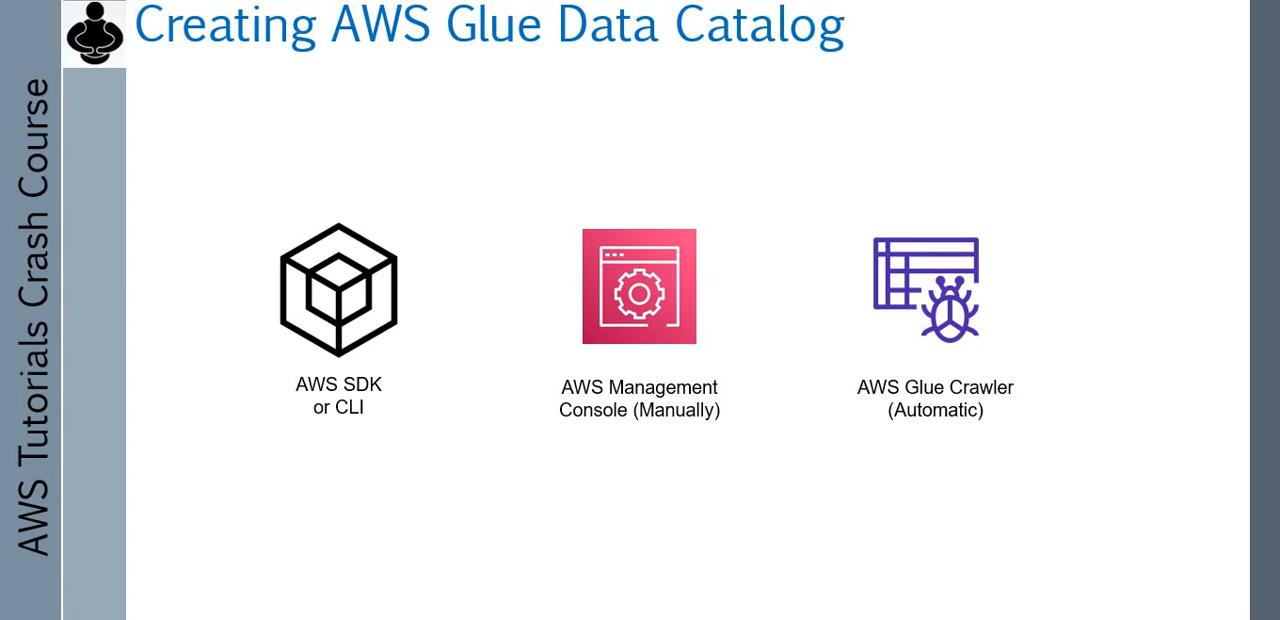 Creating AWS Glue Data Catalog
AWS Tutorials Crash Course
AWS SDK
or CLI
AWS Management
Console (Manually)
AWS Glue Crawler
(Automatic)